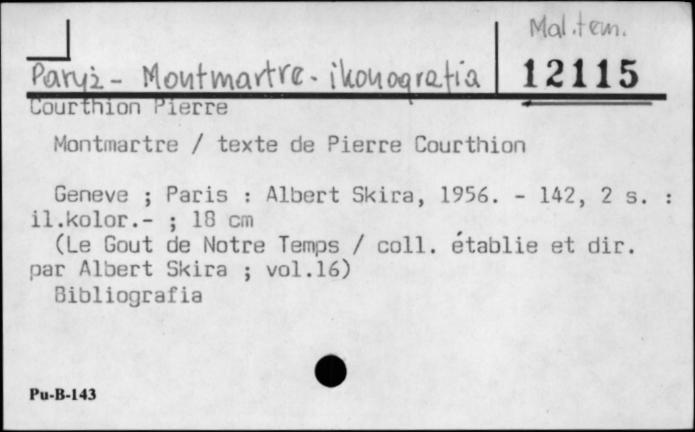 Mal.tem.
Paryż - Montmartre - ikonografia
12115
Courthion Pierre
Montmartre / texte de Pierre Courthion
Geneve ; Paris : Albert Skira, 1956. - 142, 2 s. :
il.kolor.- ; 18 cm
(Le Gout de Notre Temps / coll. établie et dir.
par Albert Skira ; vol.16)
Bibliografia
Pu-B-143